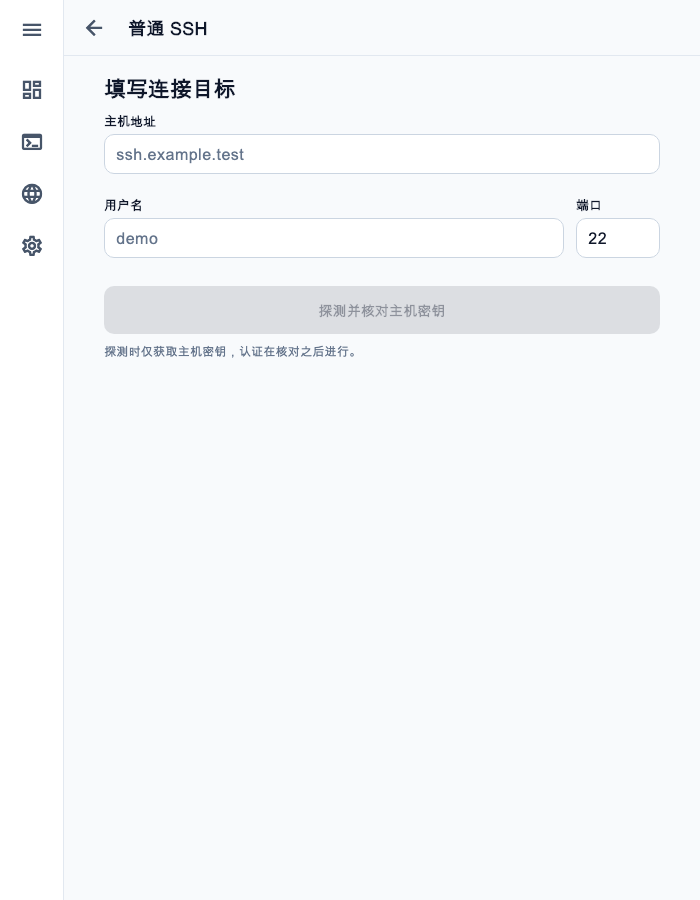 普通 SSH
填写连接目标
主机地址
ssh.example.test
用户名
端口
demo
22
探测并核对主机密钥
探测时仅获取主机密钥，认证在核对之后进行。